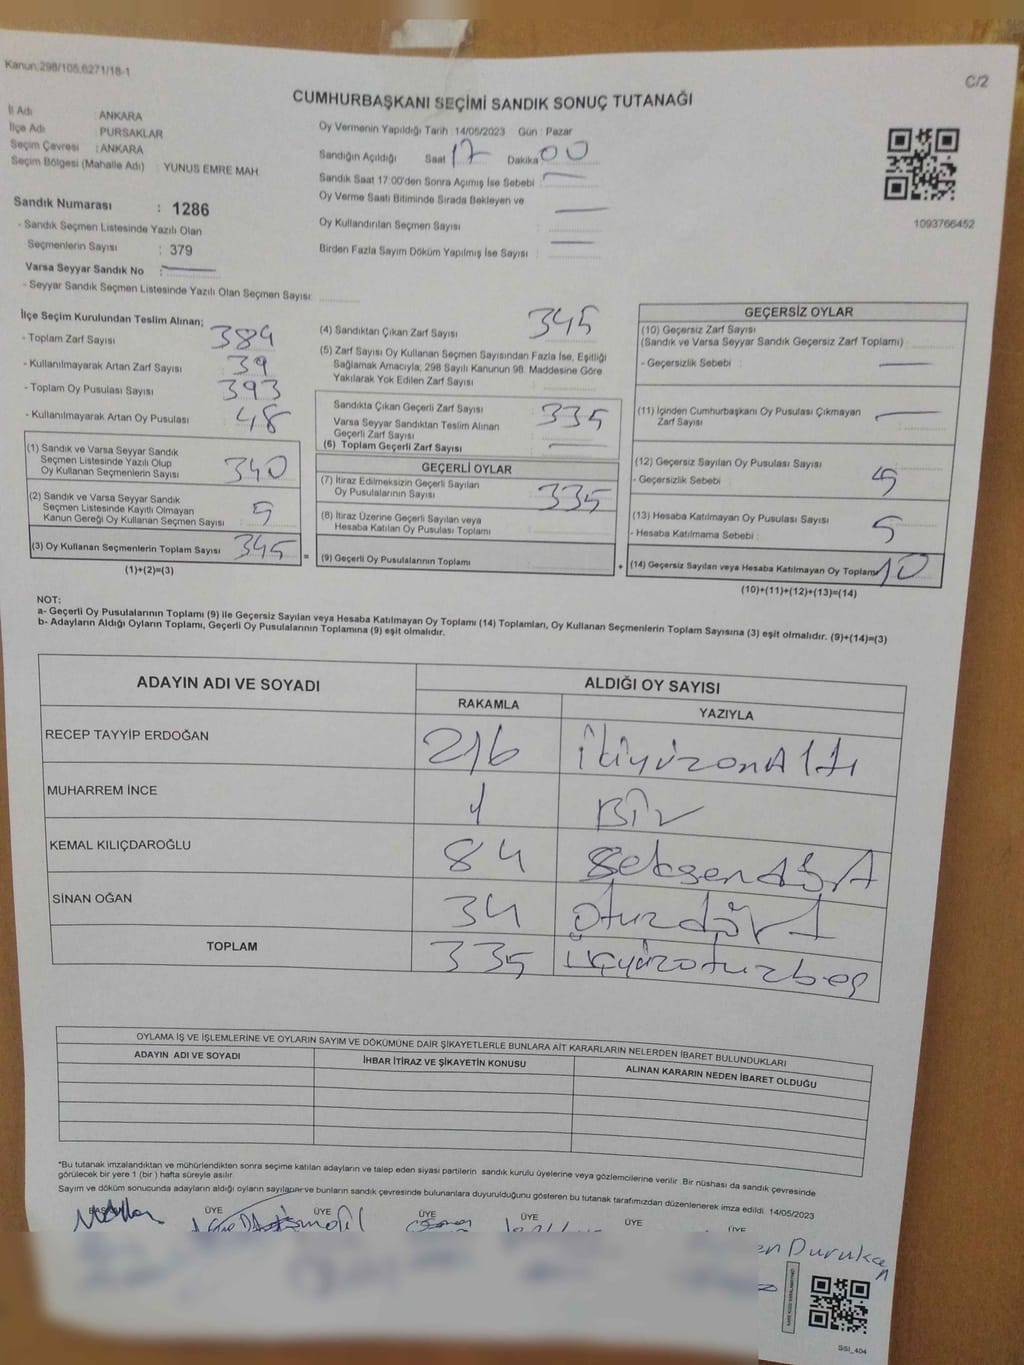 Kanun:298/105,6271/18-1
C/2
CUMHURBAŞKANI SEÇİMİ SANDIK SONUÇ TUTANAĞI
İl Adı : ANKARA
İlçe Adı : PURSAKLAR
Seçim Çevresi : ANKARA
Seçim Bölgesi (Mahalle Adı) : YUNUS EMRE MAH.
Sandık Numarası : 1286
- Sandık Seçmen Listesinde Yazılı Olan
Seçmenlerin Sayısı : 379
Varsa Seyyar Sandık No :
- Seyyar Sandık Seçmen Listesinde Yazılı Olan Seçmen Sayısı:
Oy Vermenin Yapıldığı Tarih :14/05/2023 Gün : Pazar
Sandığın Açıldığı Saat 17 Dakika 00
Sandık Saat 17:00'den Sonra Açımış İse Sebebi :
Oy Verme Saati Bitiminde Sırada Bekleyen ve
Oy Kullandırılan Seçmen Sayısı :
Birden Fazla Sayım Döküm Yapılmış İse Sayısı :
1093766452
İlçe Seçim Kurulundan Teslim Alınan;
- Toplam Zarf Sayısı 384
- Kullanılmayarak Artan Zarf Sayısı 39
- Toplam Oy Pusulası Sayısı 393
- Kullanılmayarak Artan Oy Pusulası 48
(1) Sandık ve Varsa Seyyar Sandık
Seçmen Listesinde Yazılı Olup
Oy Kullanan Seçmenlerin Sayısı 340
(2) Sandık ve Varsa Seyyar Sandık
Seçmen Listesinde Kayıtlı Olmayan
Kanun Gereği Oy Kullanan Seçmen Sayısı 5
(3) Oy Kullanan Seçmenlerin Toplam Sayısı 345 =
(1)+(2)=(3)
(4) Sandıktan Çıkan Zarf Sayısı 345
(5) Zarf Sayısı Oy Kullanan Seçmen Sayısından Fazla İse, Eşitliği
Sağlamak Amacıyla, 298 Sayılı Kanunun 98. Maddesine Göre
Yakılarak Yok Edilen Zarf Sayısı
Sandıkta Çıkan Geçerli Zarf Sayısı 335
Varsa Seyyar Sandıktan Teslim Alınan
Geçerli Zarf Sayısı
(6) Toplam Geçerli Zarf Sayısı
GEÇERLİ OYLAR
(7) İtiraz Edilmeksizin Geçerli Sayılan
Oy Pusulalarının Sayısı 335
(8) İtiraz Üzerine Geçerli Sayılan veya
Hesaba Katılan Oy Pusulası Toplamı
(9) Geçerli Oy Pusulalarının Toplamı +
GEÇERSİZ OYLAR
(10) Geçersiz Zarf Sayısı
(Sandık ve Varsa Seyyar Sandık Geçersiz Zarf Toplamı)
- Geçersizlik Sebebi :
(11) İçinden Cumhurbaşkanı Oy Pusulası Çıkmayan
Zarf Sayısı
(12) Geçersiz Sayılan Oy Pusulası Sayısı
- Geçersizlik Sebebi : 5
(13) Hesaba Katılmayan Oy Pusulası Sayısı
- Hesaba Katılmama Sebebi : 5
(14) Geçersiz Sayılan veya Hesaba Katılmayan Oy Toplamı 10
(10)+(11)+(12)+(13)=(14)
NOT:
a- Geçerli Oy Pusulalarının Toplamı (9) ile Geçersiz Sayılan veya Hesaba Katılmayan Oy Toplamı (14) Toplamları, Oy Kullanan Seçmenlerin Toplam Sayısına (3) eşit olmalıdır. (9)+(14)=(3)
b- Adayların Aldığı Oyların Toplamı, Geçerli Oy Pusulalarının Toplamına (9) eşit olmalıdır.
ADAYIN ADI VE SOYADI ALDIĞI OY SAYISI
RAKAMLA YAZIYLA
RECEP TAYYİP ERDOĞAN 216 ikiyüzonAltı
MUHARREM İNCE 1 Bir
KEMAL KILIÇDAROĞLU 84
SİNAN OĞAN 34 otuzdört
TOPLAM 335 üçyüzotuzbeş
OYLAMA İŞ VE İŞLEMLERİNE VE OYLARIN SAYIM VE DÖKÜMÜNE DAİR ŞİKAYETLERLE BUNLARA AİT KARARLARIN NELERDEN İBARET BULUNDUKLARI
ADAYIN ADI VE SOYADI İHBAR İTİRAZ VE ŞİKAYETİN KONUSU ALINAN KARARIN NEDEN İBARET OLDUĞU
*Bu tutanak imzalandıktan ve mühürlendikten sonra seçime katılan adayların ve talep eden siyasi partilerin sandık kurulu üyelerine veya gözlemcilerine verilir. Bir nüshası da sandık çevresinde
görülecek bir yere 1 (bir ) hafta süreyle asılır.
Sayım ve döküm sonucunda adayların aldığı oyların sayıları ve bunların sandık çevresinde bulunanlara duyurulduğunu gösteren bu tutanak tarafımızdan düzenlenerek imza edildi. 14/05/2023
BAŞKAN ÜYE ÜYE ÜYE ÜYE ÜYE ÜYE
en Durukan
SSI_404